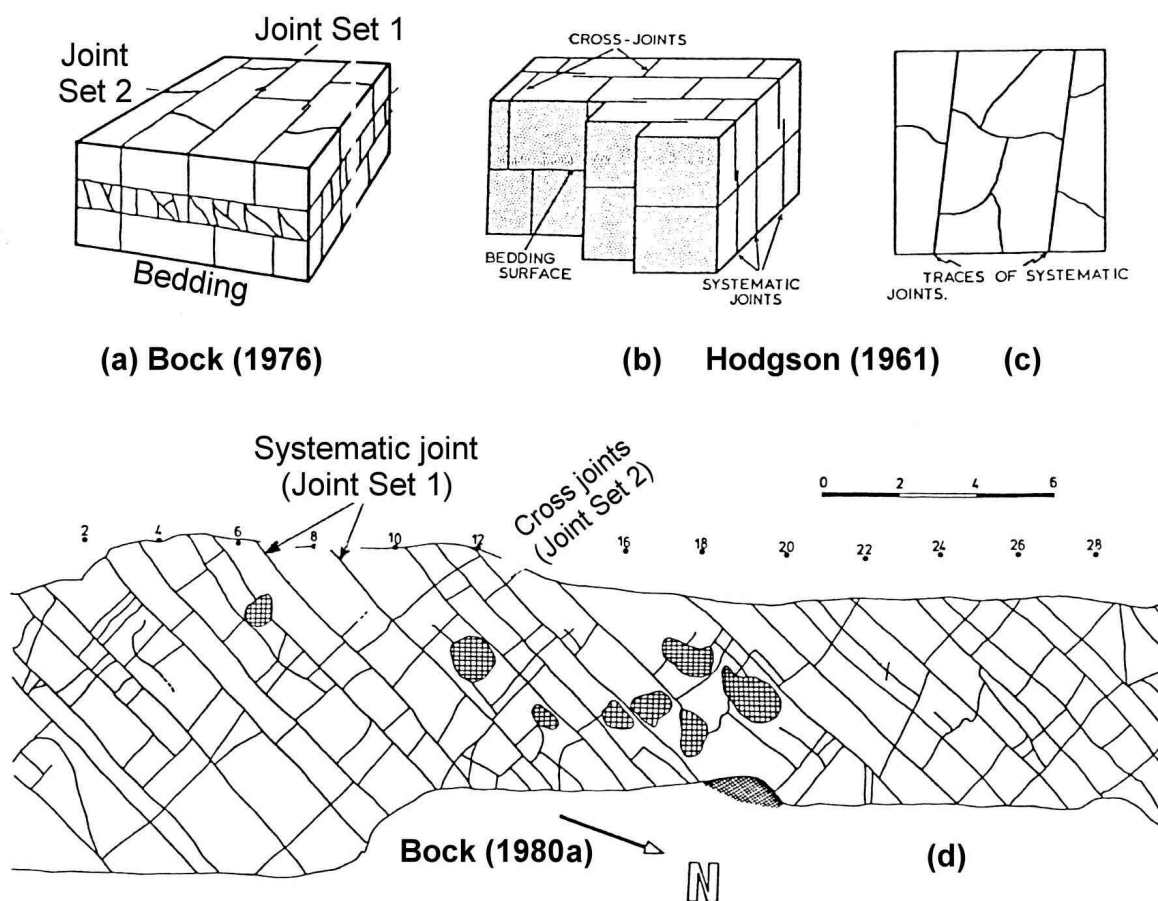 Joint Set 1
Joint
Set 2
Bedding
(a) Bock (1976)
CROSS-JOINTS
BEDDING
SURFACE
SYSTEMATIC
JOINTS
TRACES OF SYSTEMATIC
JOINTS.
(b) Hodgson (1961) (c)
Systematic joint
(Joint Set 1)
Cross joints
(Joint Set 2)
0 2 4 6
2 4 6 8 10 12 16 18 20 22 24 26 28
Bock (1980a)
N
(d)